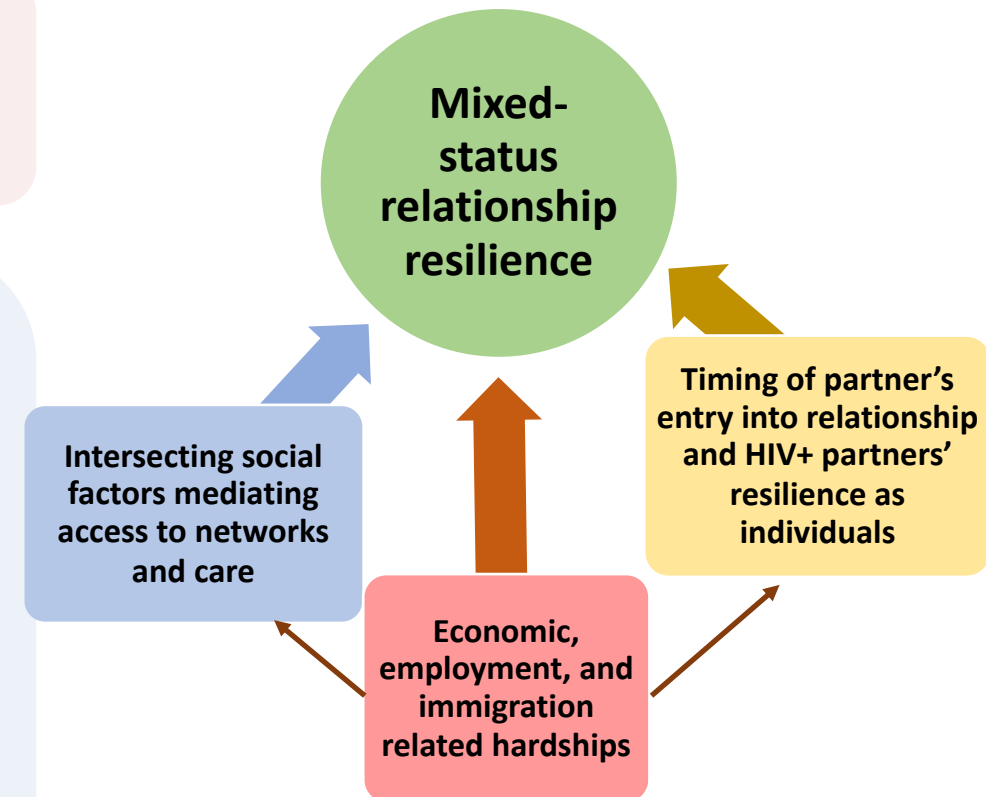 Mixed-
status
relationship
resilience
Intersecting social
factors mediating
access to networks
and care
Timing of partner’s
entry into relationship
and HIV+ partners’
resilience as
individuals
Economic,
employment, and
immigration
related hardships